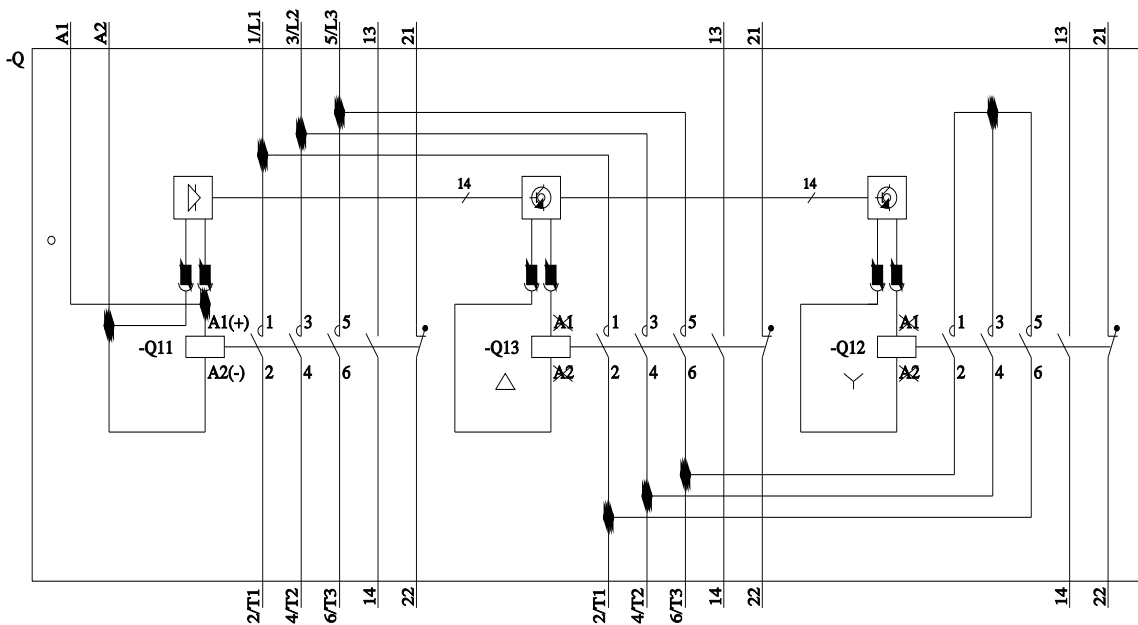 A1 A2 1/L1 3/L2 5/L3 13 21 13 21 13 21
-Q
14 14
A1(+) 1 3 5 A1 1 3 5 A1 1 3 5
-Q11 -Q13 -Q12
A2(-) 2 4 6 A2 2 4 6 A2 2 4 6
2/T1 4/T2 6/T3 14 22 2/T1 4/T2 6/T3 14 22 14 22